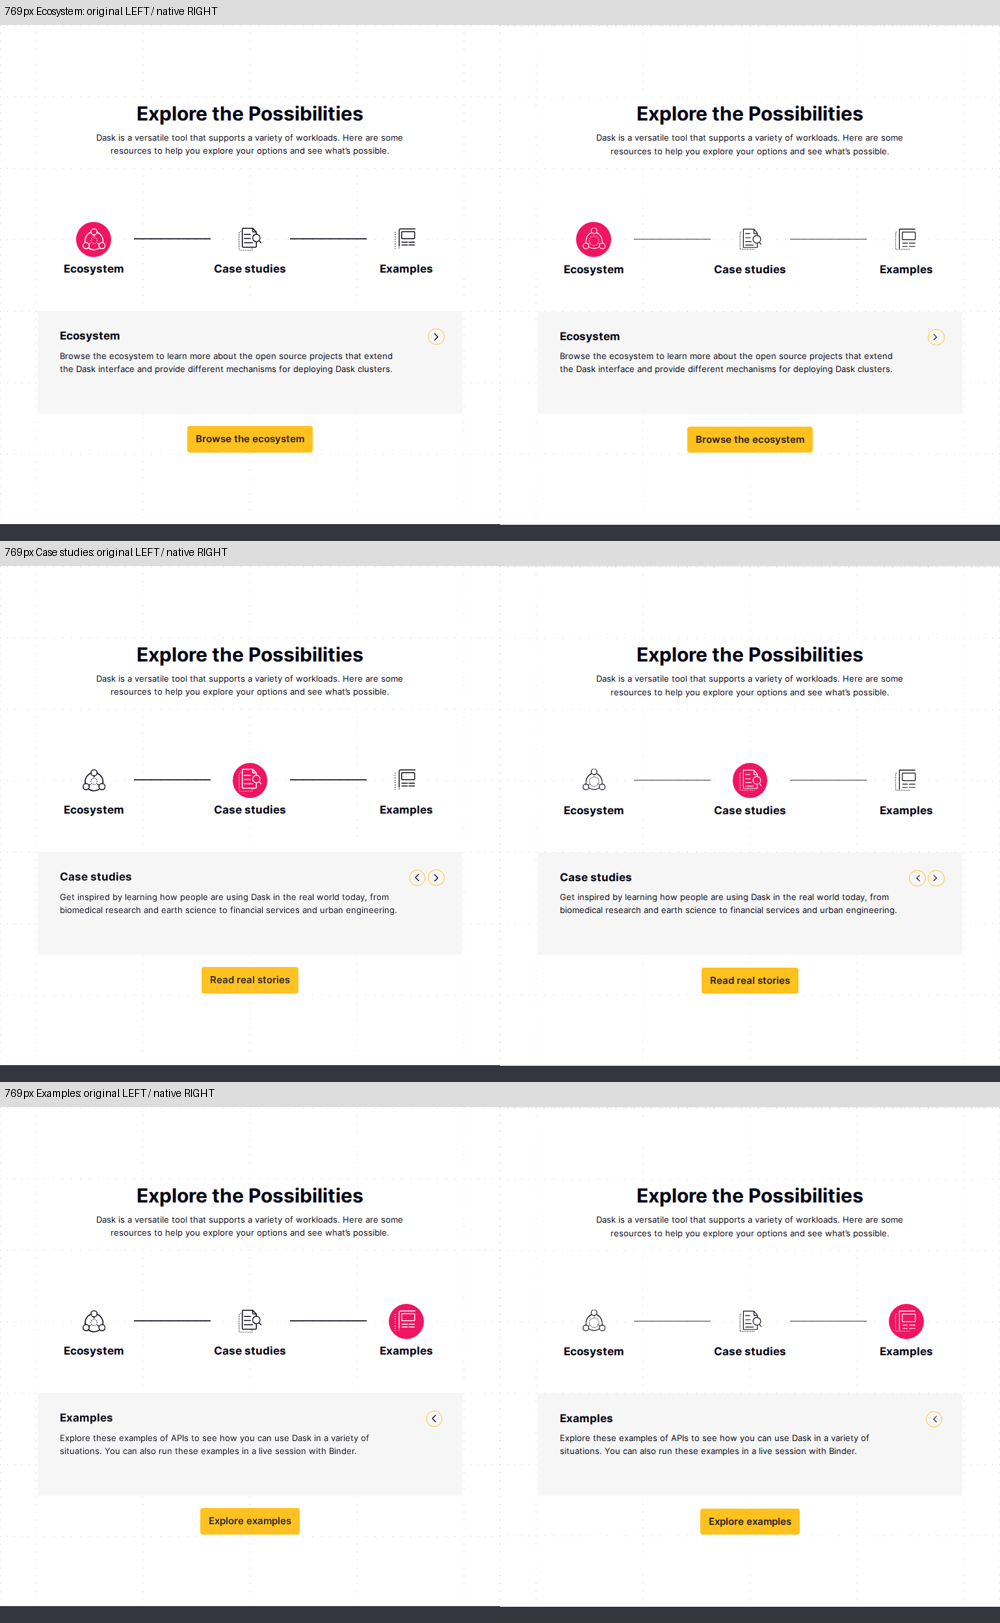 769px Ecosystem: original LEFT / native RIGHT
Explore the Possibilities
Dask is a versatile tool that supports a variety of workloads. Here are some
resources to help you explore your options and see what's possible.
Ecosystem
Case studies
Examples
Ecosystem
Browse the ecosystem to learn more about the open source projects that extend
the Dask interface and provide different mechanisms for deploying Dask clusters.
Browse the ecosystem
Explore the Possibilities
Dask is a versatile tool that supports a variety of workloads. Here are some
resources to help you explore your options and see what's possible.
Ecosystem
Case studies
Examples
Ecosystem
Browse the ecosystem to learn more about the open source projects that extend
the Dask interface and provide different mechanisms for deploying Dask clusters.
Browse the ecosystem
769px Case studies: original LEFT / native RIGHT
Explore the Possibilities
Dask is a versatile tool that supports a variety of workloads. Here are some
resources to help you explore your options and see what's possible.
Ecosystem
Case studies
Examples
Case studies
Get inspired by learning how people are using Dask in the real world today, from
biomedical research and earth science to financial services and urban engineering.
Read real stories
Explore the Possibilities
Dask is a versatile tool that supports a variety of workloads. Here are some
resources to help you explore your options and see what's possible.
Ecosystem
Case studies
Examples
Case studies
Get inspired by learning how people are using Dask in the real world today, from
biomedical research and earth science to financial services and urban engineering.
Read real stories
769px Examples: original LEFT / native RIGHT
Explore the Possibilities
Dask is a versatile tool that supports a variety of workloads. Here are some
resources to help you explore your options and see what's possible.
Ecosystem
Case studies
Examples
Examples
Explore these examples of APIs to see how you can use Dask in a variety of
situations. You can also run these examples in a live session with Binder.
Explore examples
Explore the Possibilities
Dask is a versatile tool that supports a variety of workloads. Here are some
resources to help you explore your options and see what's possible.
Ecosystem
Case studies
Examples
Examples
Explore these examples of APIs to see how you can use Dask in a variety of
situations. You can also run these examples in a live session with Binder.
Explore examples